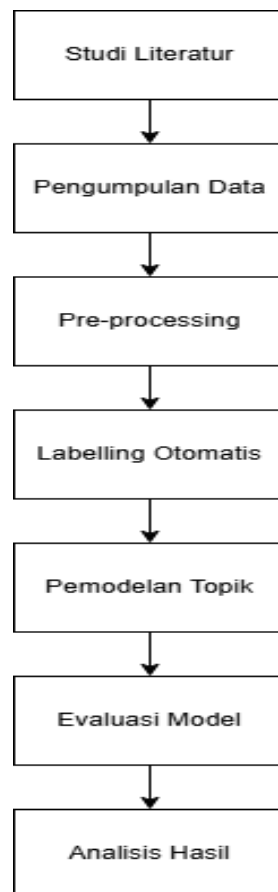 Studi Literatur
Pengumpulan Data
Pre-processing
Labelling Otomatis
Pemodelan Topik
Evaluasi Model
Analisis Hasil